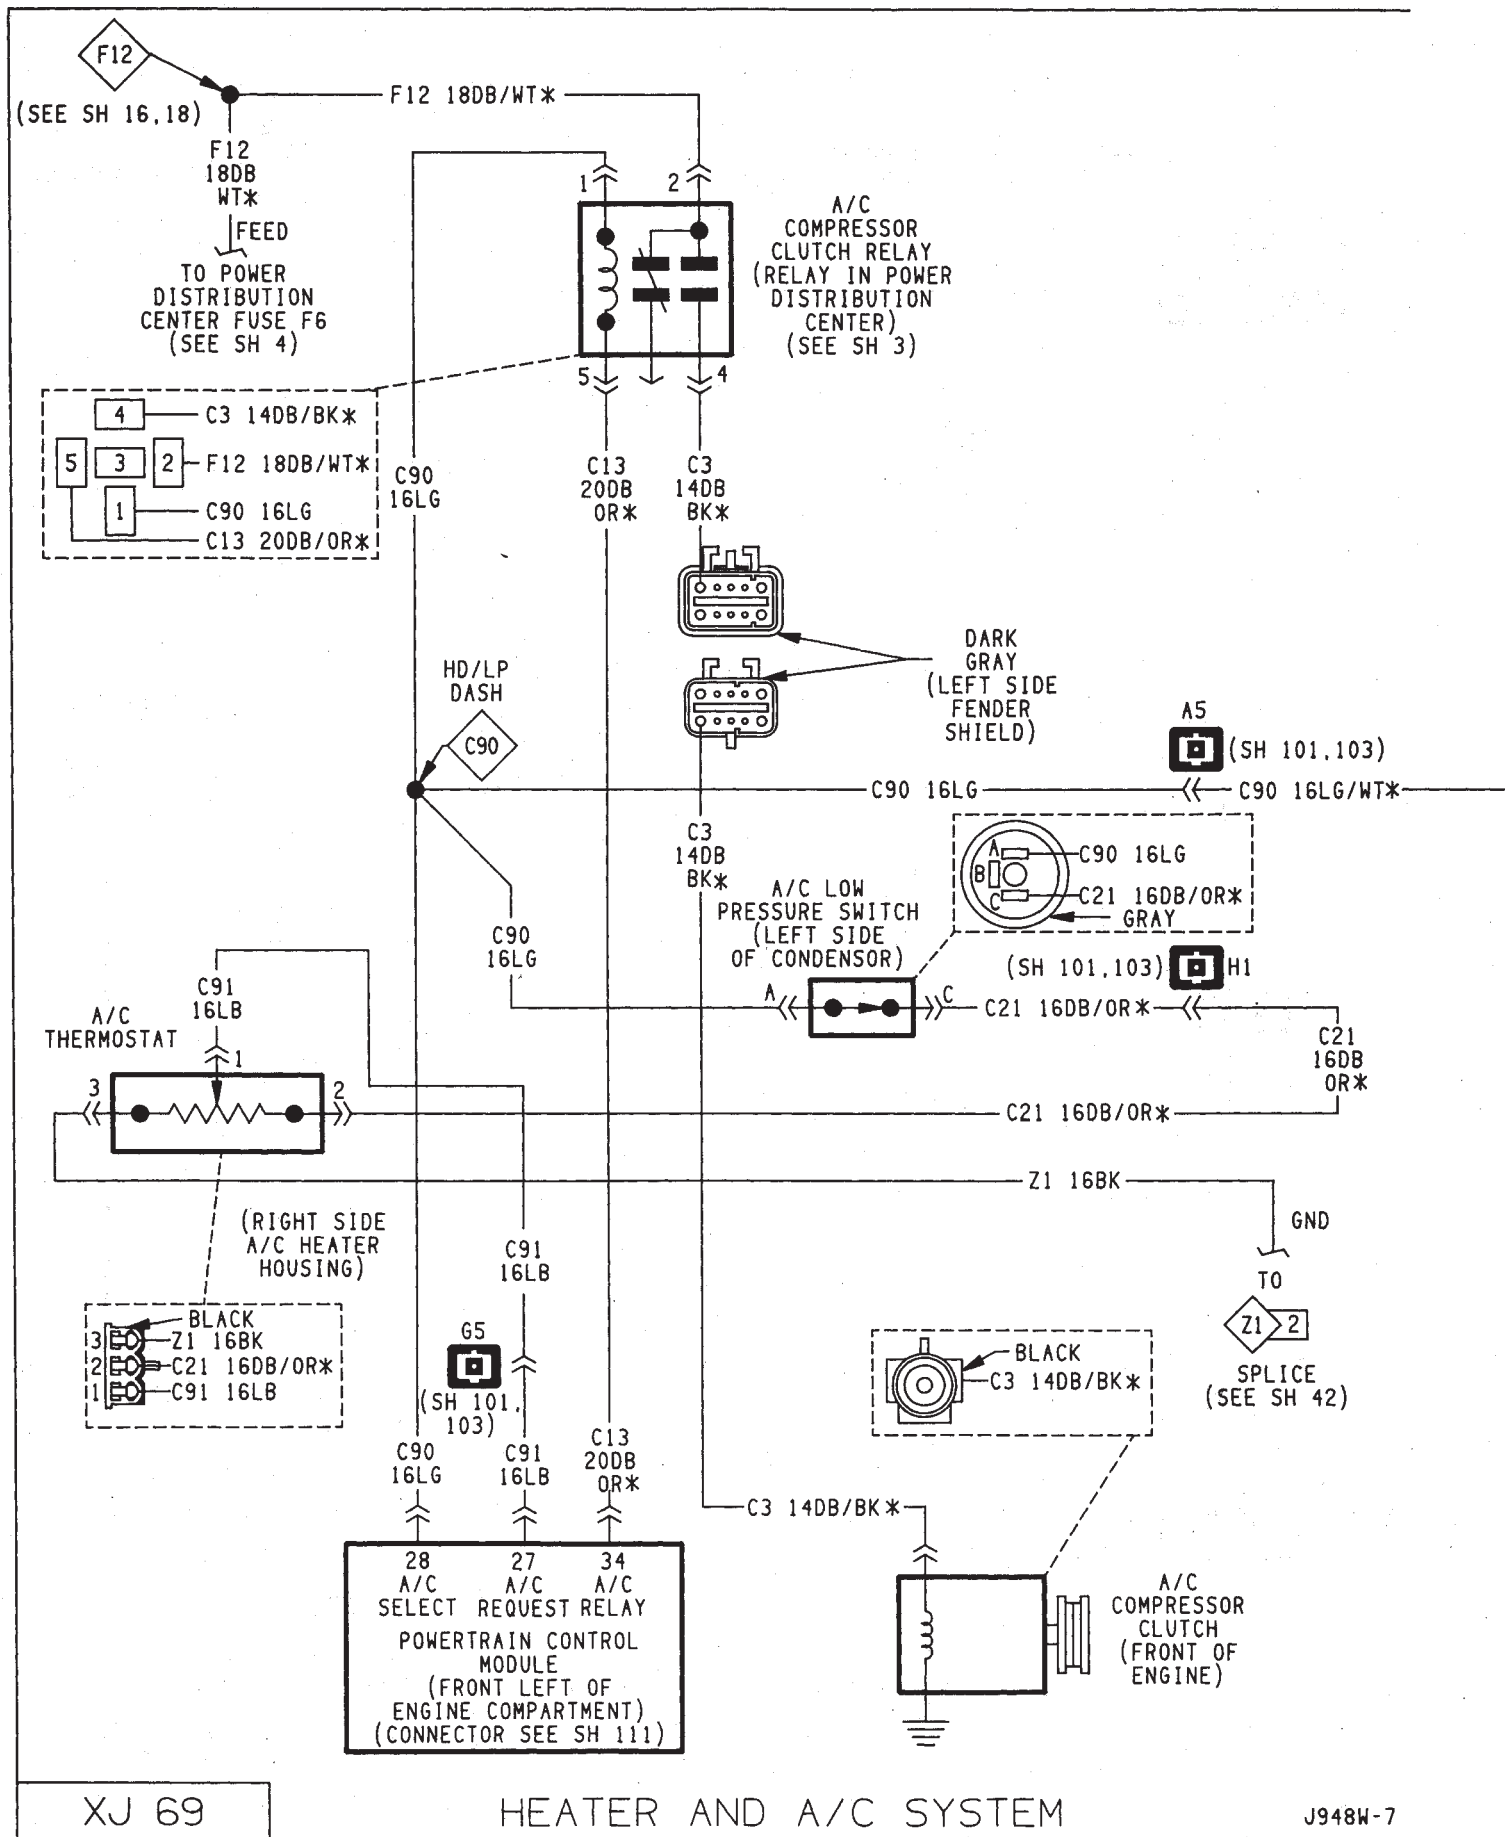 F12
(SEE SH 16,18)
F12 18DB/WT*
F12
18DB
WT*
FEED
TO POWER
DISTRIBUTION
CENTER FUSE F6
(SEE SH 4)
1
2
5
4
A/C
COMPRESSOR
CLUTCH RELAY
(RELAY IN POWER
DISTRIBUTION
CENTER)
(SEE SH 3)
4
C3 14DB/BK*
5
3
2
F12 18DB/WT*
1
C90 16LG
C13 20DB/OR*
C90
16LG
C13
20DB
OR*
C3
14DB
BK*
DARK
GRAY
(LEFT SIDE
FENDER
SHIELD)
HD/LP
DASH
C90
A5
(SH 101,103)
C90 16LG
C90 16LG/WT*
C3
14DB
BK*
A
B
C
C90 16LG
C21 16DB/OR*
GRAY
A/C LOW
PRESSURE SWITCH
(LEFT SIDE
OF CONDENSOR)
C90
16LG
(SH 101,103)
H1
A
C
C21 16DB/OR*
C21
16DB
OR*
C91
16LB
A/C
THERMOSTAT
1
3
2
C21 16DB/OR*
Z1 16BK
GND
TO
Z1
2
SPLICE
(SEE SH 42)
(RIGHT SIDE
A/C HEATER
HOUSING)
C91
16LB
BLACK
3
Z1 16BK
2
C21 16DB/OR*
1
C91 16LB
G5
(SH 101,
103)
BLACK
C3 14DB/BK*
C90
16LG
C91
16LB
C13
20DB
OR*
C3 14DB/BK*
28
27
34
A/C
SELECT
A/C
REQUEST
A/C
RELAY
POWERTRAIN CONTROL
MODULE
(FRONT LEFT OF
ENGINE COMPARTMENT)
(CONNECTOR SEE SH 111)
A/C
COMPRESSOR
CLUTCH
(FRONT OF
ENGINE)
XJ 69
HEATER AND A/C SYSTEM
J948W-7